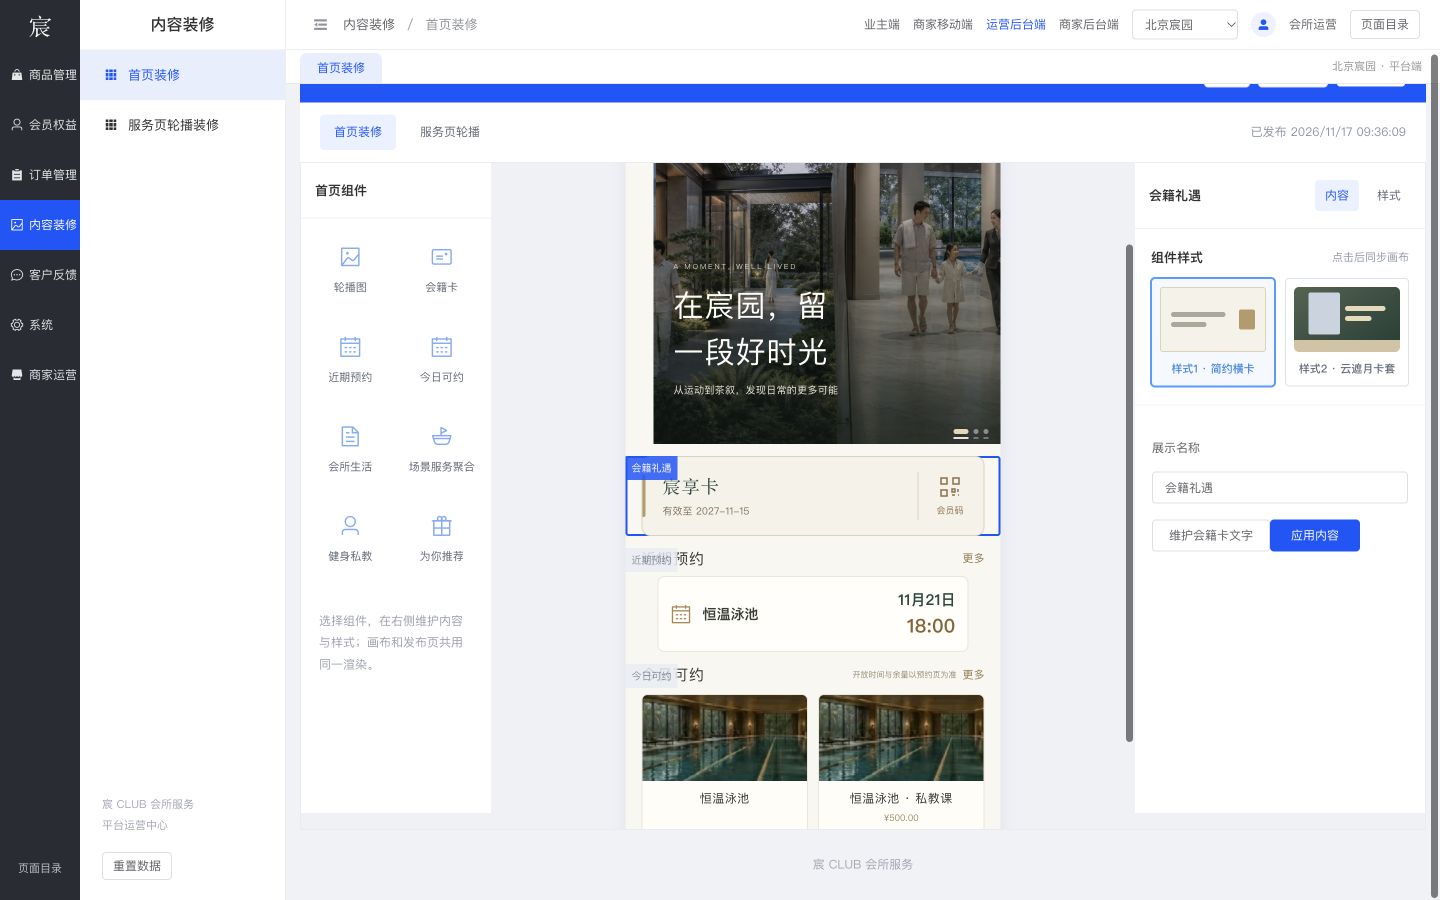 宸
商品管理
会员权益
订单管理
内容装修
客户反馈
系统
商家运营
页面目录
内容装修
首页装修
服务页轮播装修
宸 CLUB 会所服务
平台运营中心
重置数据
内容装修 / 首页装修
业主端
商家移动端
运营后台端
商家后台端
北京宸园
会所运营
页面目录
首页装修
北京宸园 · 平台端
首页装修
服务页轮播
已发布 2026/11/17 09:36:09
首页组件
轮播图
会籍卡
近期预约
今日可约
会所生活
场景服务聚合
健身私教
为你推荐
选择组件，在右侧维护内容
与样式；画布和发布页共用
同一渲染。
A MOMENT, WELL LIVED
在宸园，留
一段好时光
从运动到茶叙，发现日常的更多可能
会籍礼遇
宸享卡
有效至 2027-11-15
会员码
近期预约
预约
更多
恒温泳池
11月21日
18:00
今日可约
可约
开放时间与余量以预约页为准
更多
恒温泳池
恒温泳池 · 私教课
¥500.00
会籍礼遇
内容
样式
组件样式
点击后同步画布
样式1 · 简约横卡
样式2 · 云遮月卡套
展示名称
会籍礼遇
维护会籍卡文字
应用内容
宸 CLUB 会所服务